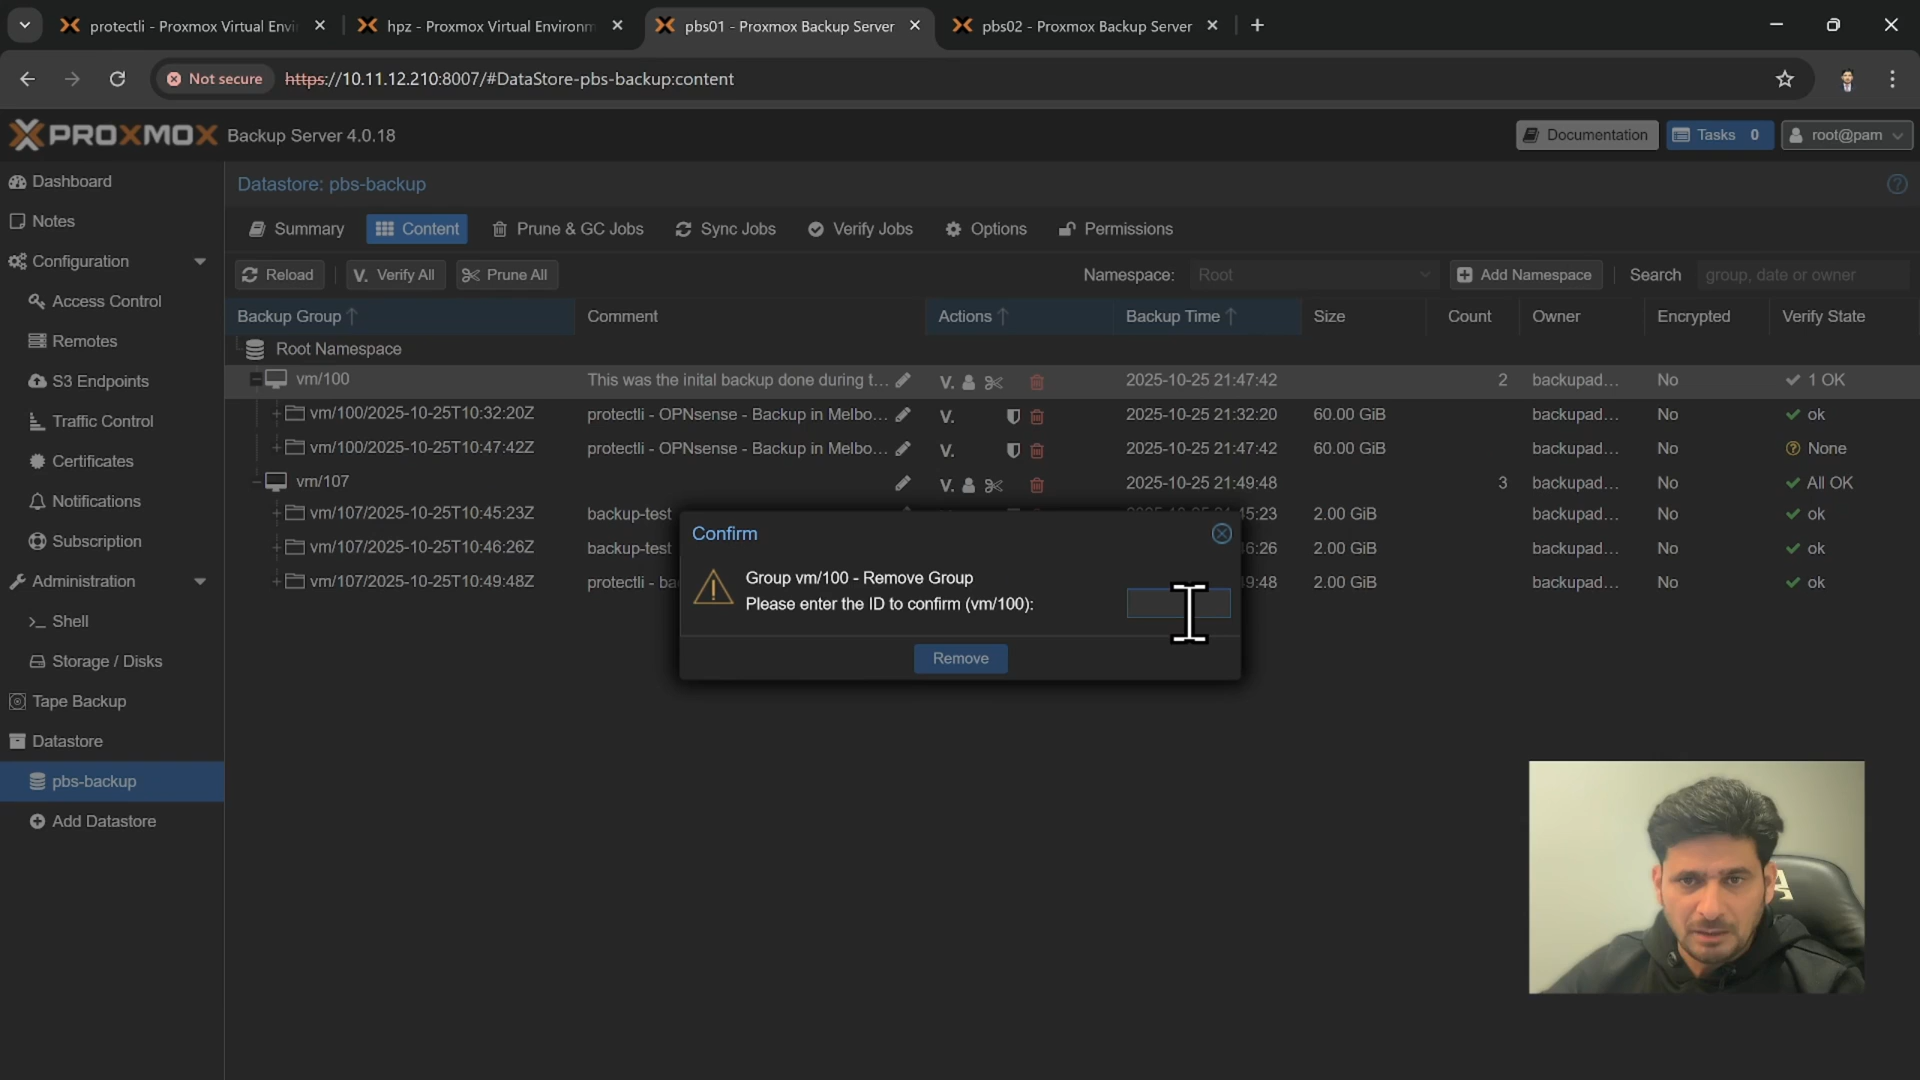 protectli - Proxmox Virtual Envi
hpz - Proxmox Virtual Environm
pbs01 - Proxmox Backup Server
pbs02 - Proxmox Backup Server
Not secure https://10.11.12.210:8007/#DataStore-pbs-backup:content
PROXMOX Backup Server 4.0.18
Documentation
Tasks 0
root@pam
Dashboard
Notes
Configuration
Access Control
Remotes
S3 Endpoints
Traffic Control
Certificates
Notifications
Subscription
Administration
Shell
Storage / Disks
Tape Backup
Datastore
pbs-backup
Add Datastore
Datastore: pbs-backup
Summary Content Prune & GC Jobs Sync Jobs Verify Jobs Options Permissions
Reload V. Verify All Prune All Namespace: Root Add Namespace Search group, date or owner
Backup Group Comment Actions Backup Time Size Count Owner Encrypted Verify State
Root Namespace
vm/100 This was the inital backup done during t... V. 2025-10-25 21:47:42 2 backupad... No 1 OK
vm/100/2025-10-25T10:32:20Z protectli - OPNsense - Backup in Melbo... V. 2025-10-25 21:32:20 60.00 GiB backupad... No ok
vm/100/2025-10-25T10:47:42Z protectli - OPNsense - Backup in Melbo... V. 2025-10-25 21:47:42 60.00 GiB backupad... No None
vm/107 V. 2025-10-25 21:49:48 3 backupad... No All OK
vm/107/2025-10-25T10:45:23Z backup-test 5:23 2.00 GiB backupad... No ok
vm/107/2025-10-25T10:46:26Z backup-test 6:26 2.00 GiB backupad... No ok
vm/107/2025-10-25T10:49:48Z protectli - ba 9:48 2.00 GiB backupad... No ok
Confirm
Group vm/100 - Remove Group
Please enter the ID to confirm (vm/100):
Remove